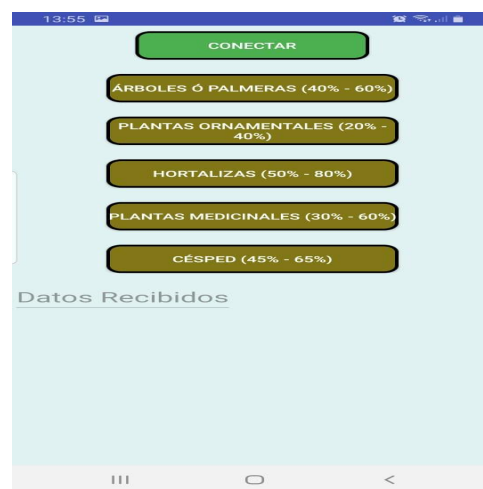 13:55
CONECTAR
ÁRBOLES Ó PALMERAS (40% - 60%)
PLANTAS ORNAMENTALES (20% -
40%)
HORTALIZAS (50% - 80%)
PLANTAS MEDICINALES (30% - 60%)
CÉSPED (45% - 65%)
Datos Recibidos